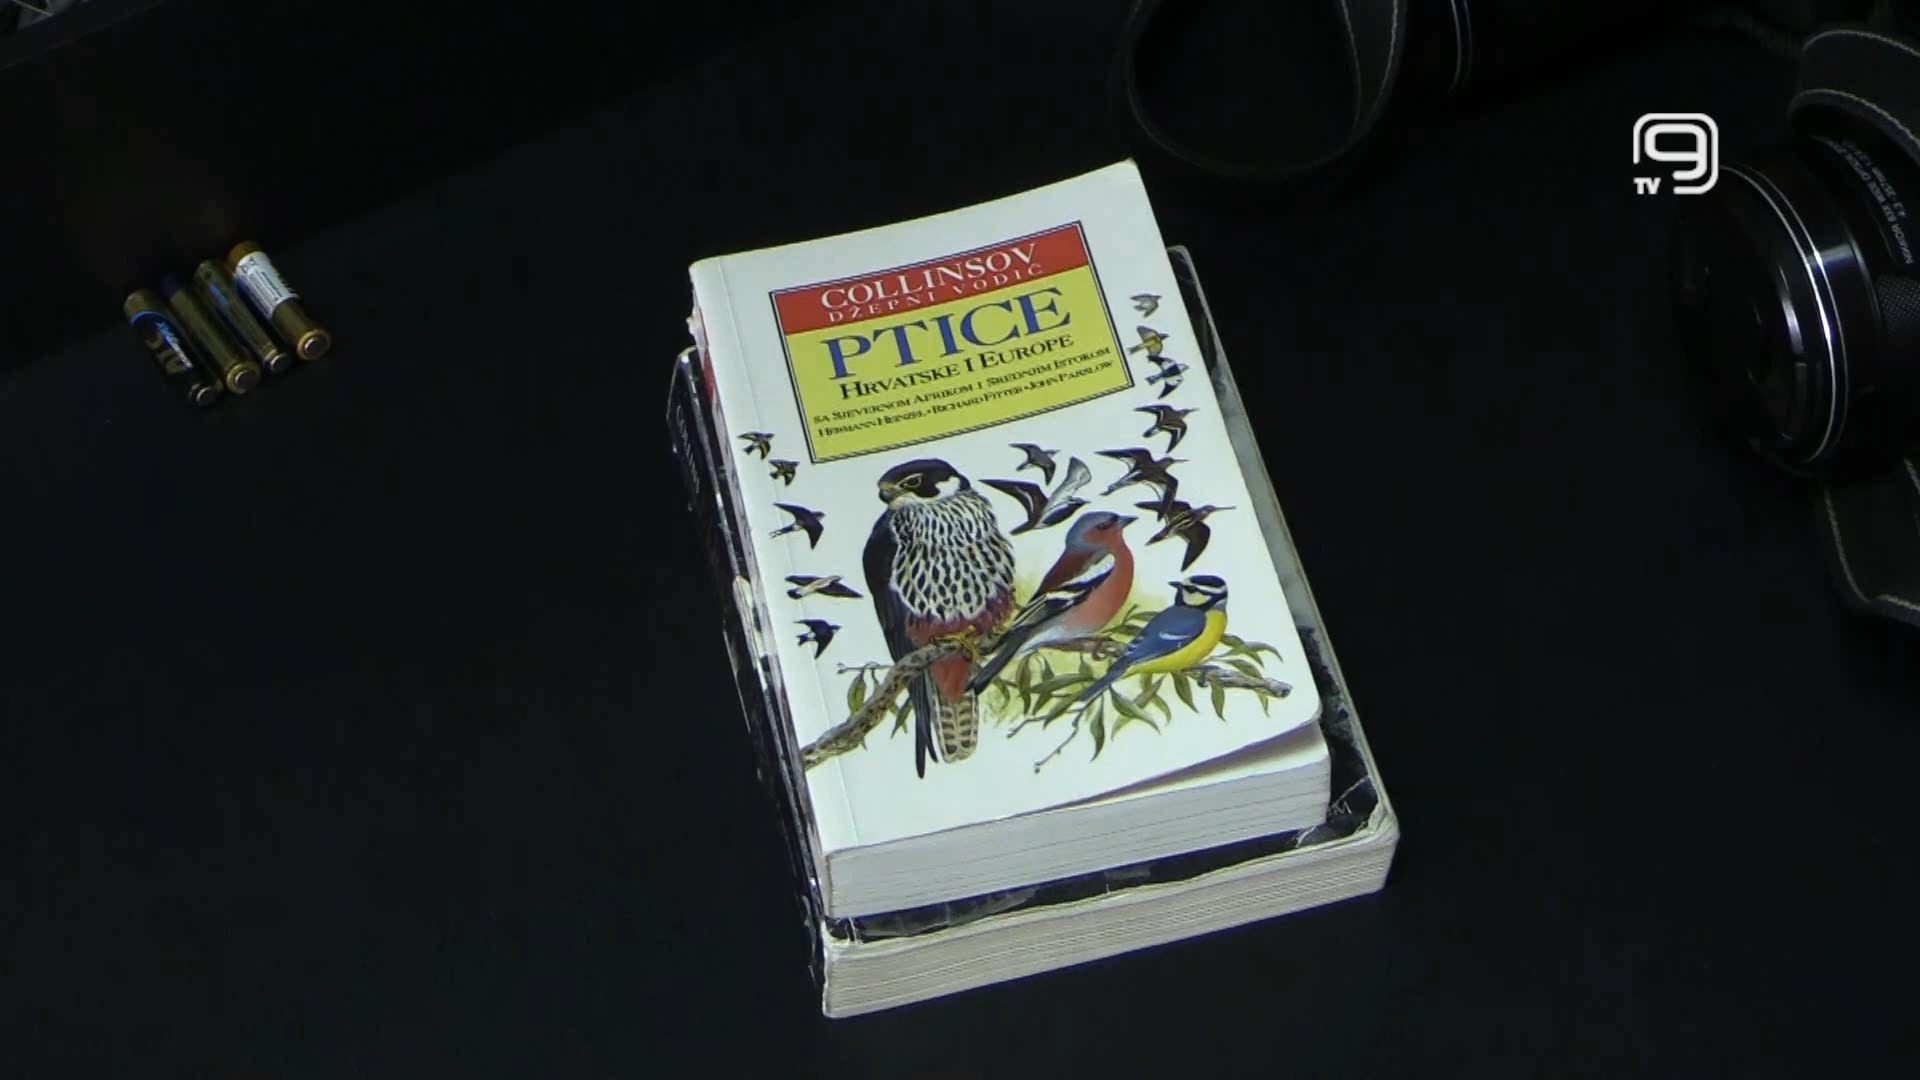 9
TV
COLLINSOV
DŽEPNI VODIČ
PTICE
HRVATSKE I EUROPE
SA SJEVERNOM AFRIKOM I SREDNJIM ISTOKOM
HERMANN HEINZEL • RICHARD FITTER • JOHN PARSLOW
COLLINS